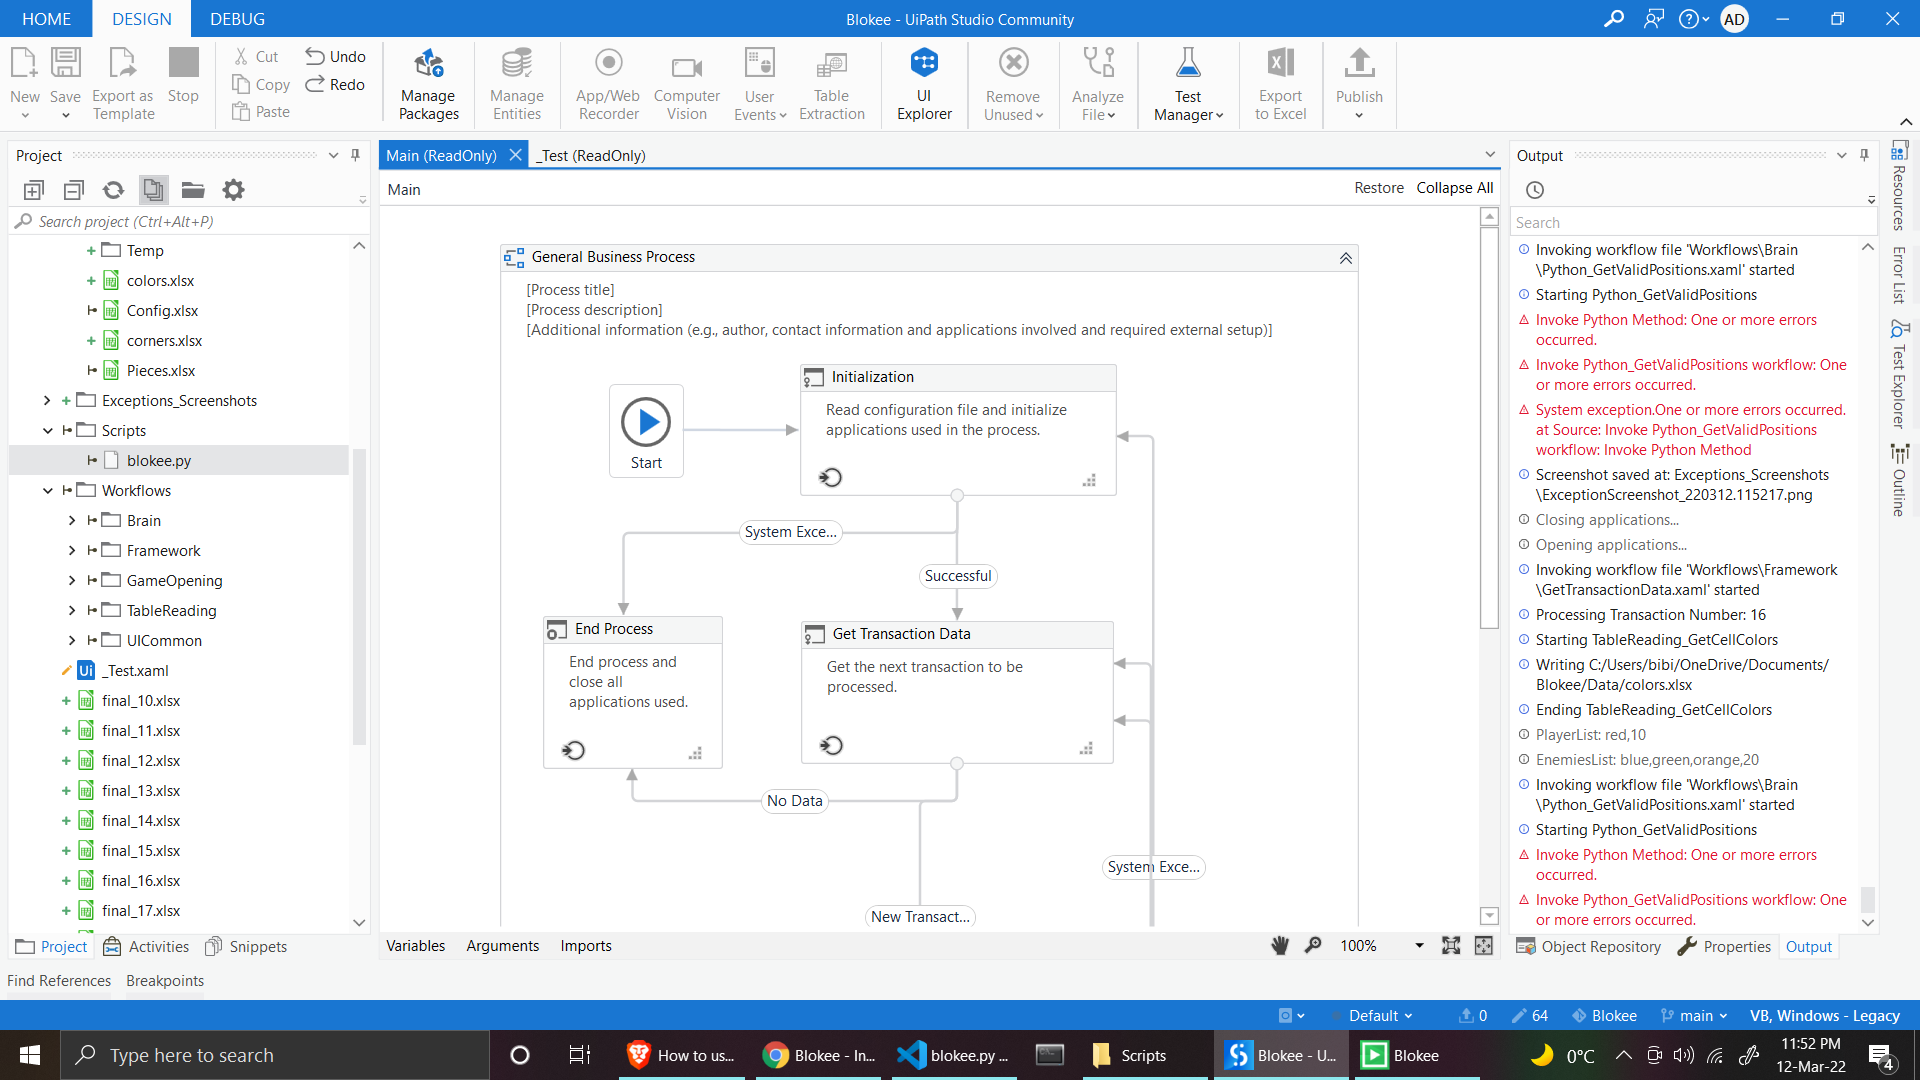 HOME
DESIGN
DEBUG
Blokee - UiPath Studio Community
AD
New
Save
Export as
Template
Stop
Cut
Copy
Paste
Undo
Redo
Manage
Packages
Manage
Entities
App/Web
Recorder
Computer
Vision
User
Events
Table
Extraction
UI
Explorer
Remove
Unused
Analyze
File
Test
Manager
Export
to Excel
Publish
Project
Search project (Ctrl+Alt+P)
Temp
colors.xlsx
Config.xlsx
corners.xlsx
Pieces.xlsx
Exceptions_Screenshots
Scripts
blokee.py
Workflows
Brain
Framework
GameOpening
TableReading
UICommon
Ui _Test.xaml
final_10.xlsx
final_11.xlsx
final_12.xlsx
final_13.xlsx
final_14.xlsx
final_15.xlsx
final_16.xlsx
final_17.xlsx
Project
Activities
Snippets
Find References
Breakpoints
Main (ReadOnly)
_Test (ReadOnly)
Main
Restore
Collapse All
General Business Process
[Process title]
[Process description]
[Additional information (e.g., author, contact information and applications involved and required external setup)]
Start
Initialization
Read configuration file and initialize
applications used in the process.
System Exce...
Successful
End Process
End process and
close all
applications used.
Get Transaction Data
Get the next transaction to be
processed.
No Data
System Exce...
New Transact...
Variables
Arguments
Imports
100%
Output
Search
Invoking workflow file 'Workflows\Brain
\Python_GetValidPositions.xaml' started
Starting Python_GetValidPositions
Invoke Python Method: One or more errors
occurred.
Invoke Python_GetValidPositions workflow: One
or more errors occurred.
System exception.One or more errors occurred.
at Source: Invoke Python_GetValidPositions
workflow: Invoke Python Method
Screenshot saved at: Exceptions_Screenshots
\ExceptionScreenshot_220312.115217.png
Closing applications...
Opening applications...
Invoking workflow file 'Workflows\Framework
\GetTransactionData.xaml' started
Processing Transaction Number: 16
Starting TableReading_GetCellColors
Writing C:/Users/bibi/OneDrive/Documents/
Blokee/Data/colors.xlsx
Ending TableReading_GetCellColors
PlayerList: red,10
EnemiesList: blue,green,orange,20
Invoking workflow file 'Workflows\Brain
\Python_GetValidPositions.xaml' started
Starting Python_GetValidPositions
Invoke Python Method: One or more errors
occurred.
Invoke Python_GetValidPositions workflow: One
or more errors occurred.
Object Repository
Properties
Output
Resources
Error List
Test Explorer
Outline
Default
0
64
Blokee
main
VB, Windows - Legacy
Type here to search
How to us...
Blokee - In...
blokee.py ...
Scripts
Blokee - U...
Blokee
0°C
11:52 PM
12-Mar-22
4